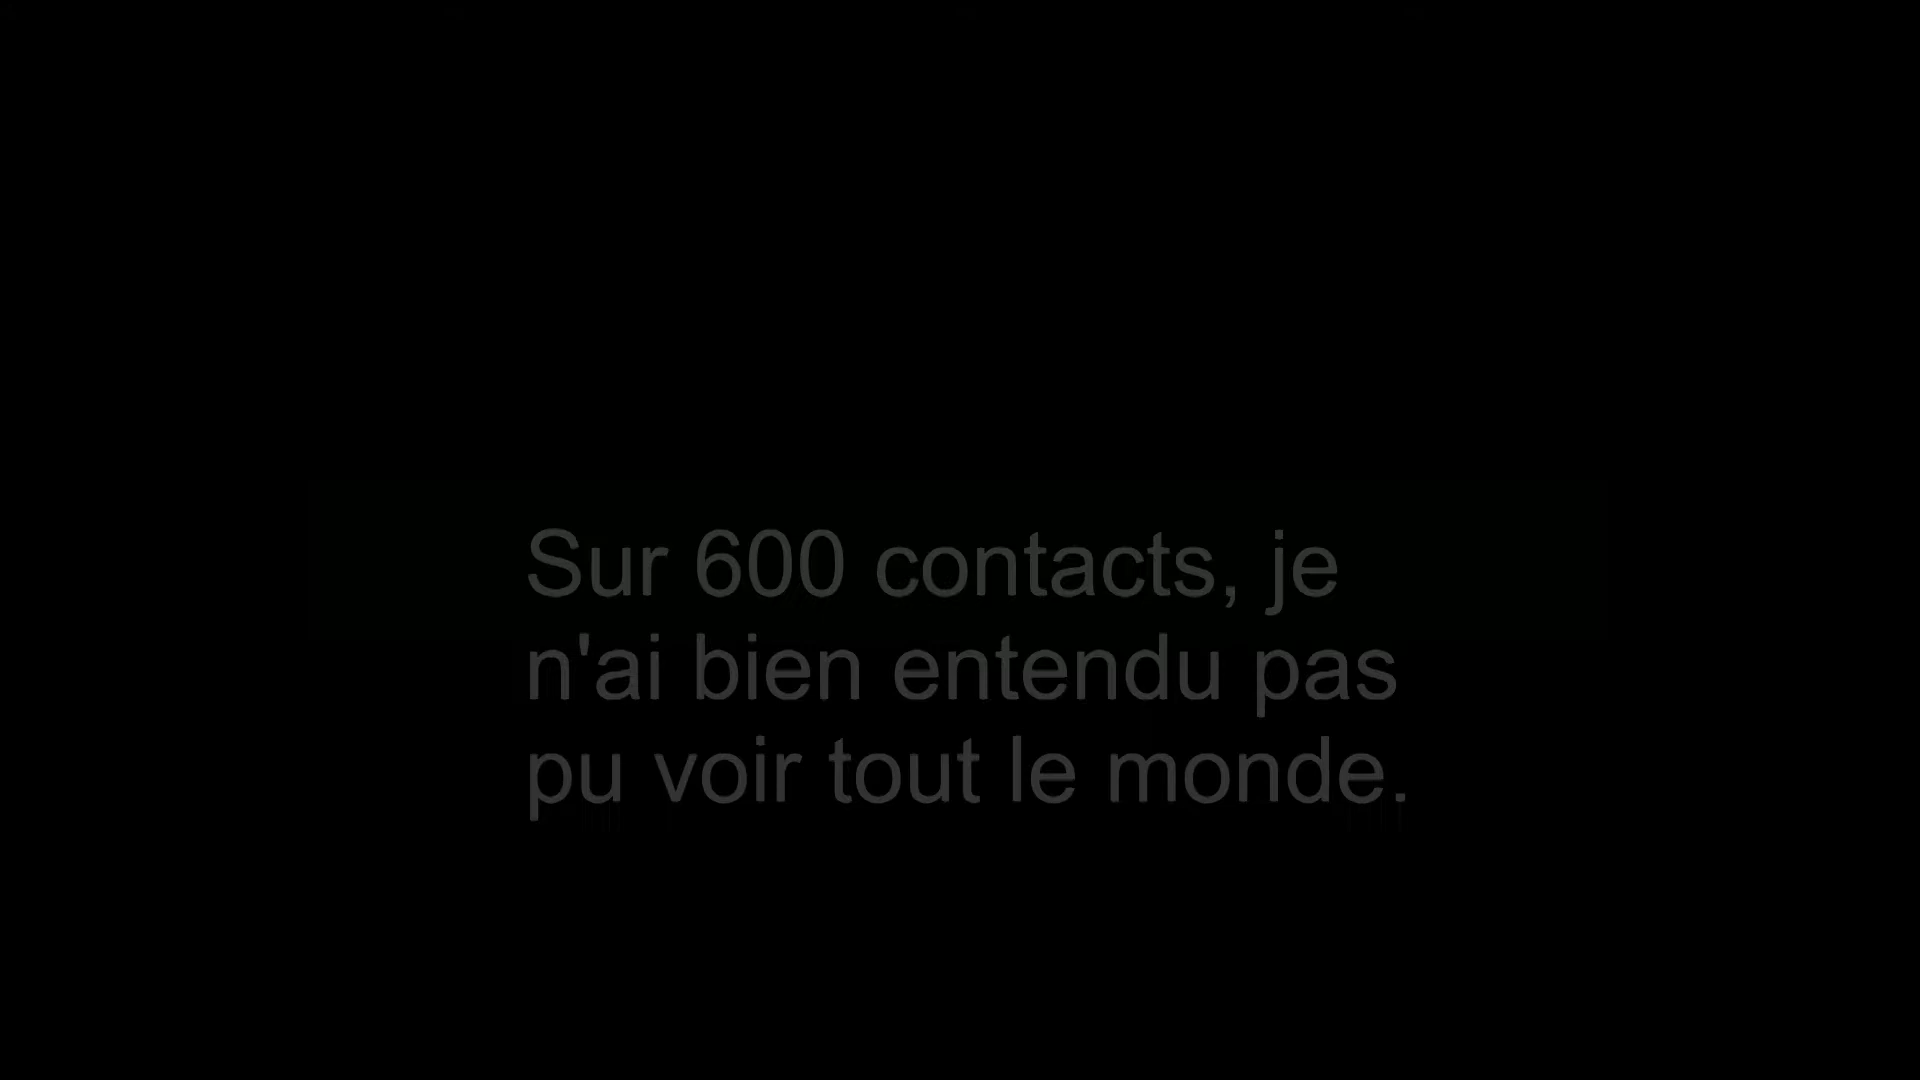 Sur 600 contacts, je
n'ai bien entendu pas
pu voir tout le monde.